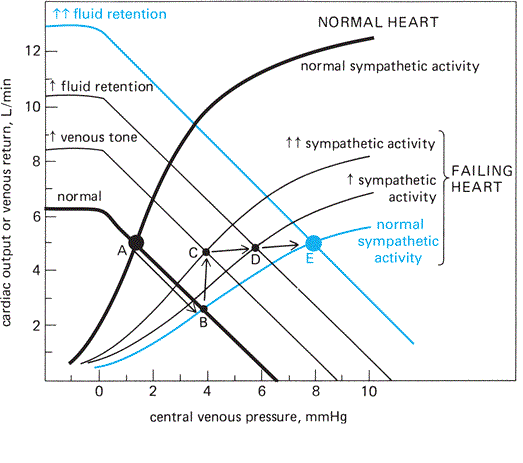 ↑↑ fluid retention
NORMAL HEART
normal sympathetic activity
↑ fluid retention
↑ venous tone
↑↑ sympathetic activity
↑ sympathetic
activity
FAILING
HEART
normal
normal
sympathetic
activity
A
B
C
D
E
12
10
8
6
4
2
0
2
4
6
8
10
cardiac output or venous return, L/min
central venous pressure, mmHg